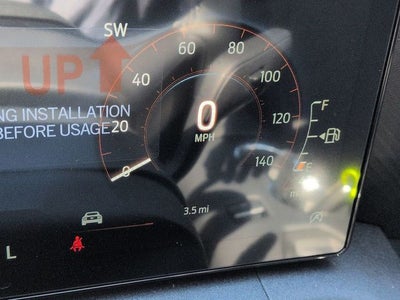 SW
UP
NG INSTALLATION
BEFORE USAGE
0
20
40
60
80
100
120
140
0
MPH
F
3.5 mi
L